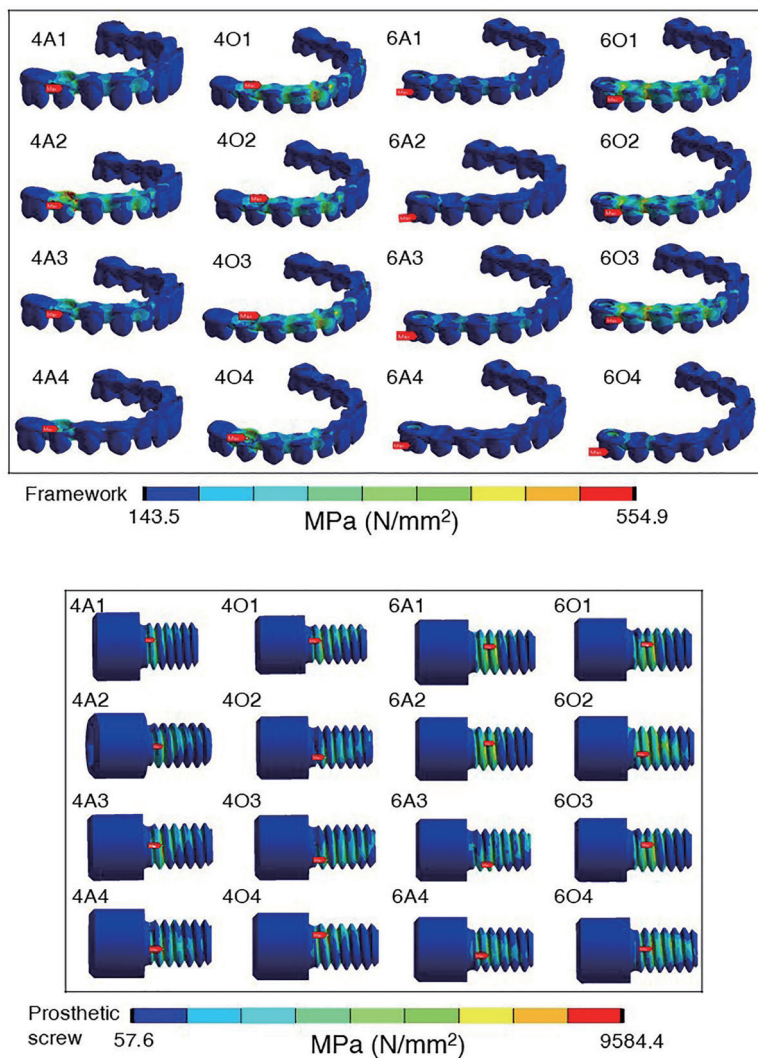 4A1 4O1 6A1 6O1
4A2 4O2 6A2 6O2
4A3 4O3 6A3 6O3
4A4 4O4 6A4 6O4
Framework
143.5 MPa (N/mm²) 554.9
4A1 4O1 6A1 6O1
4A2 4O2 6A2 6O2
4A3 4O3 6A3 6O3
4A4 4O4 6A4 6O4
Prosthetic
screw 57.6 MPa (N/mm²) 9584.4